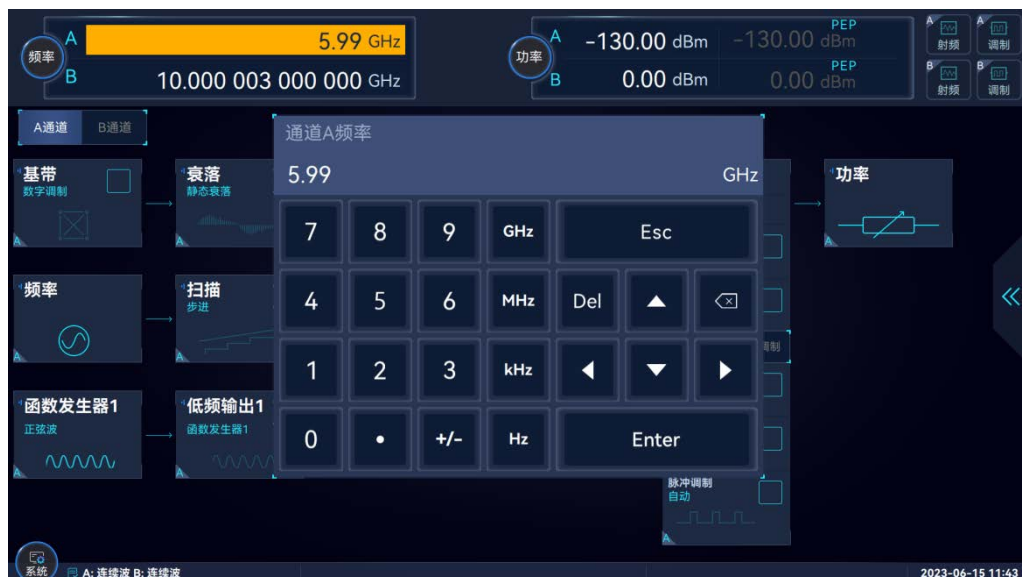 频率
A
5.99 GHz
B
10.000 003 000 000 GHz
功率
A
-130.00 dBm
PEP
-130.00 dBm
B
0.00 dBm
PEP
0.00 dBm
A
射频
A
调制
B
射频
B
调制
A通道
B通道
通道A频率
5.99 GHz
7 8 9 GHz Esc
4 5 6 MHz Del
1 2 3 kHz
0 • +/- Hz Enter
基带
数字调制
A
衰落
静态衰落
A
功率
A
频率
A
扫描
步进
A
调制
函数发生器1
正弦波
A
低频输出1
函数发生器1
A
脉冲调制
自动
A
系统
A: 连续波 B: 连续波
2023-06-15 11:43